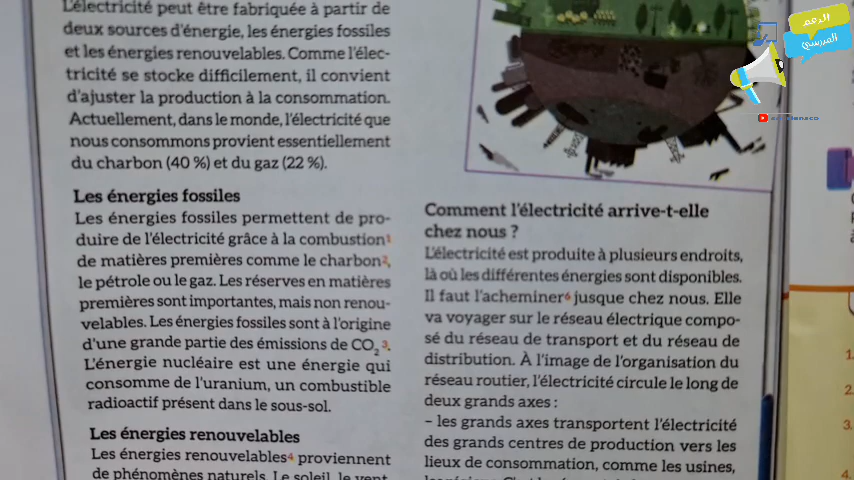 L'électricité peut être fabriquée à partir de
deux sources d'énergie, les énergies fossiles
et les énergies renouvelables. Comme l'élec-
tricité se stocke difficilement, il convient
d'ajuster la production à la consommation.
Actuellement, dans le monde, l'électricité que
nous consommons provient essentiellement
du charbon (40 %) et du gaz (22 %).
Les énergies fossiles
Les énergies fossiles permettent de pro-
duire de l'électricité grâce à la combustion1
de matières premières comme le charbon2,
le pétrole ou le gaz. Les réserves en matières
premières sont importantes, mais non renou-
velables. Les énergies fossiles sont à l'origine
d'une grande partie des émissions de CO2 3.
L'énergie nucléaire est une énergie qui
consomme de l'uranium, un combustible
radioactif présent dans le sous-sol.
Les énergies renouvelables
Les énergies renouvelables4 proviennent
de phénomènes naturels. Le soleil, le vent,
Comment l'électricité arrive-t-elle
chez nous ?
L'électricité est produite à plusieurs endroits,
là où les différentes énergies sont disponibles.
Il faut l'acheminer6 jusque chez nous. Elle
va voyager sur le réseau électrique compo-
sé du réseau de transport et du réseau de
distribution. À l'image de l'organisation du
réseau routier, l'électricité circule le long de
deux grands axes :
– les grands axes transportent l'électricité
des grands centres de production vers les
lieux de consommation, comme les usines,
1.
2.
3.
4.
الدعم
المدرسي